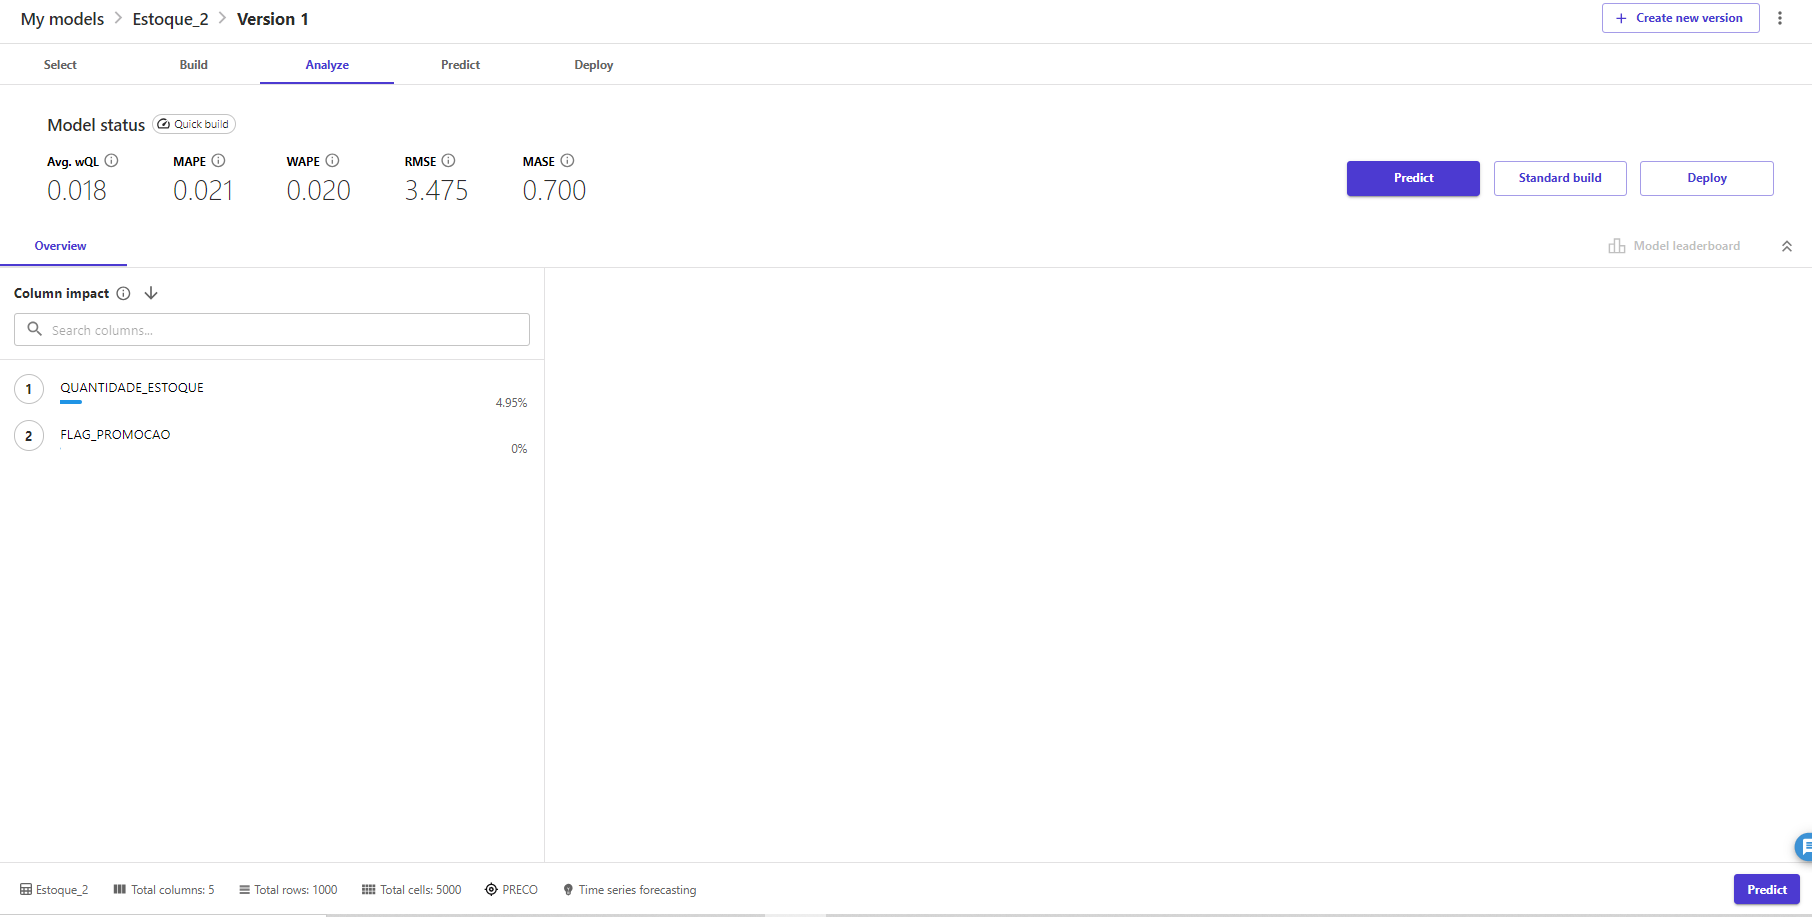 My models > Estoque_2 > Version 1
+ Create new version
Select Build Analyze Predict Deploy
Model status Quick build
Avg. wQL MAPE WAPE RMSE MASE
0.018 0.021 0.020 3.475 0.700
Predict Standard build Deploy
Overview
Model leaderboard
Column impact
Search columns...
1 QUANTIDADE_ESTOQUE
4.95%
2 FLAG_PROMOCAO
0%
Estoque_2 Total columns: 5 Total rows: 1000 Total cells: 5000 PRECO Time series forecasting
Predict